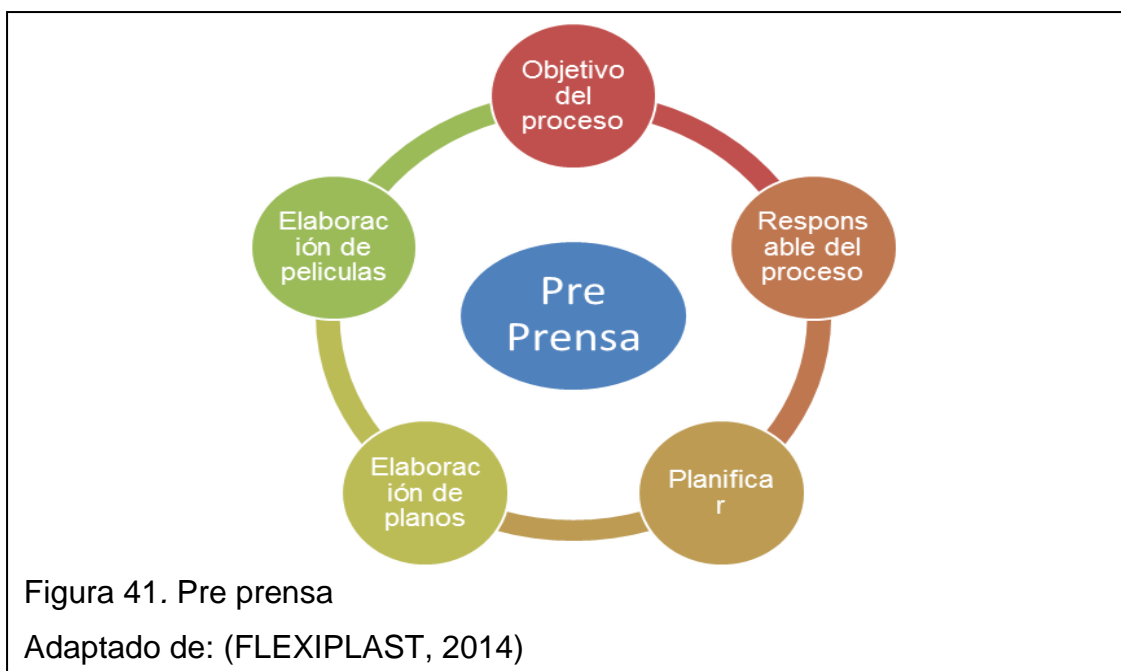 Objetivo
del
proceso
Respons
able del
proceso
Planifica
r
Elaborac
ión de
planos
Elaborac
ión de
peliculas
Pre
Prensa
Figura 41. Pre prensa
Adaptado de: (FLEXIPLAST, 2014)